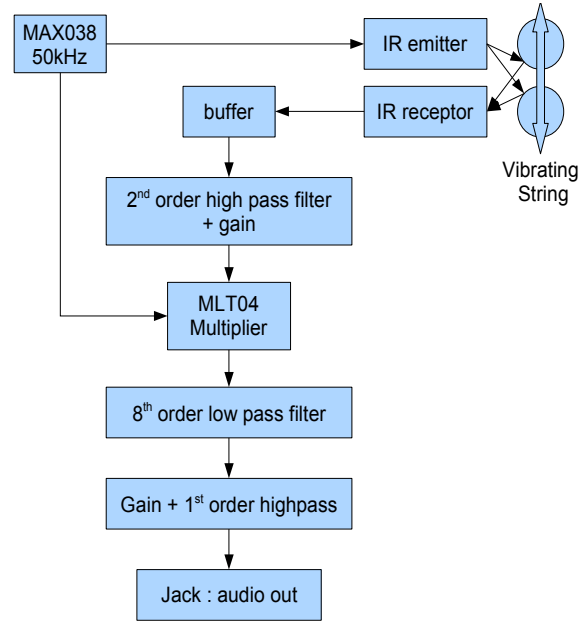 MAX038
50kHz
IR emitter
IR receptor
buffer
Vibrating
String
2nd order high pass filter
+ gain
MLT04
Multiplier
8th order low pass filter
Gain + 1st order highpass
Jack : audio out